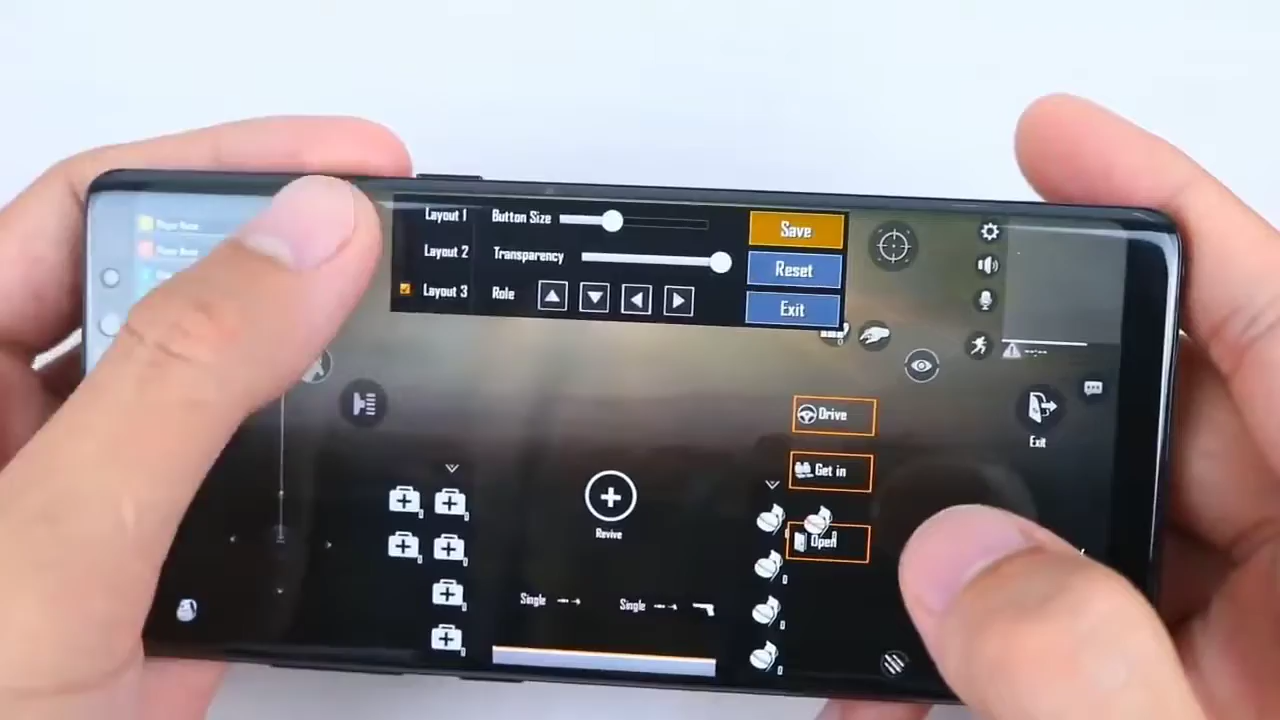 Layout 1
Button Size
Save
Layout 2
Transparency
Reset
Layout 3
Role
Exit
Drive
Exit
Get in
Revive
Open
Single
Single